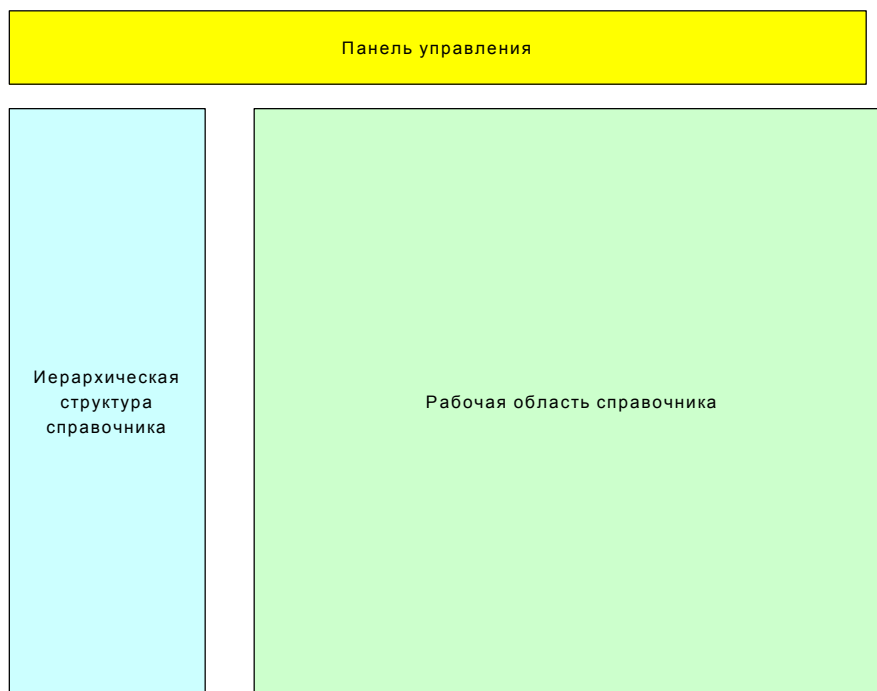 Панель управления
Иерархическая
структура
справочника
Рабочая область справочника